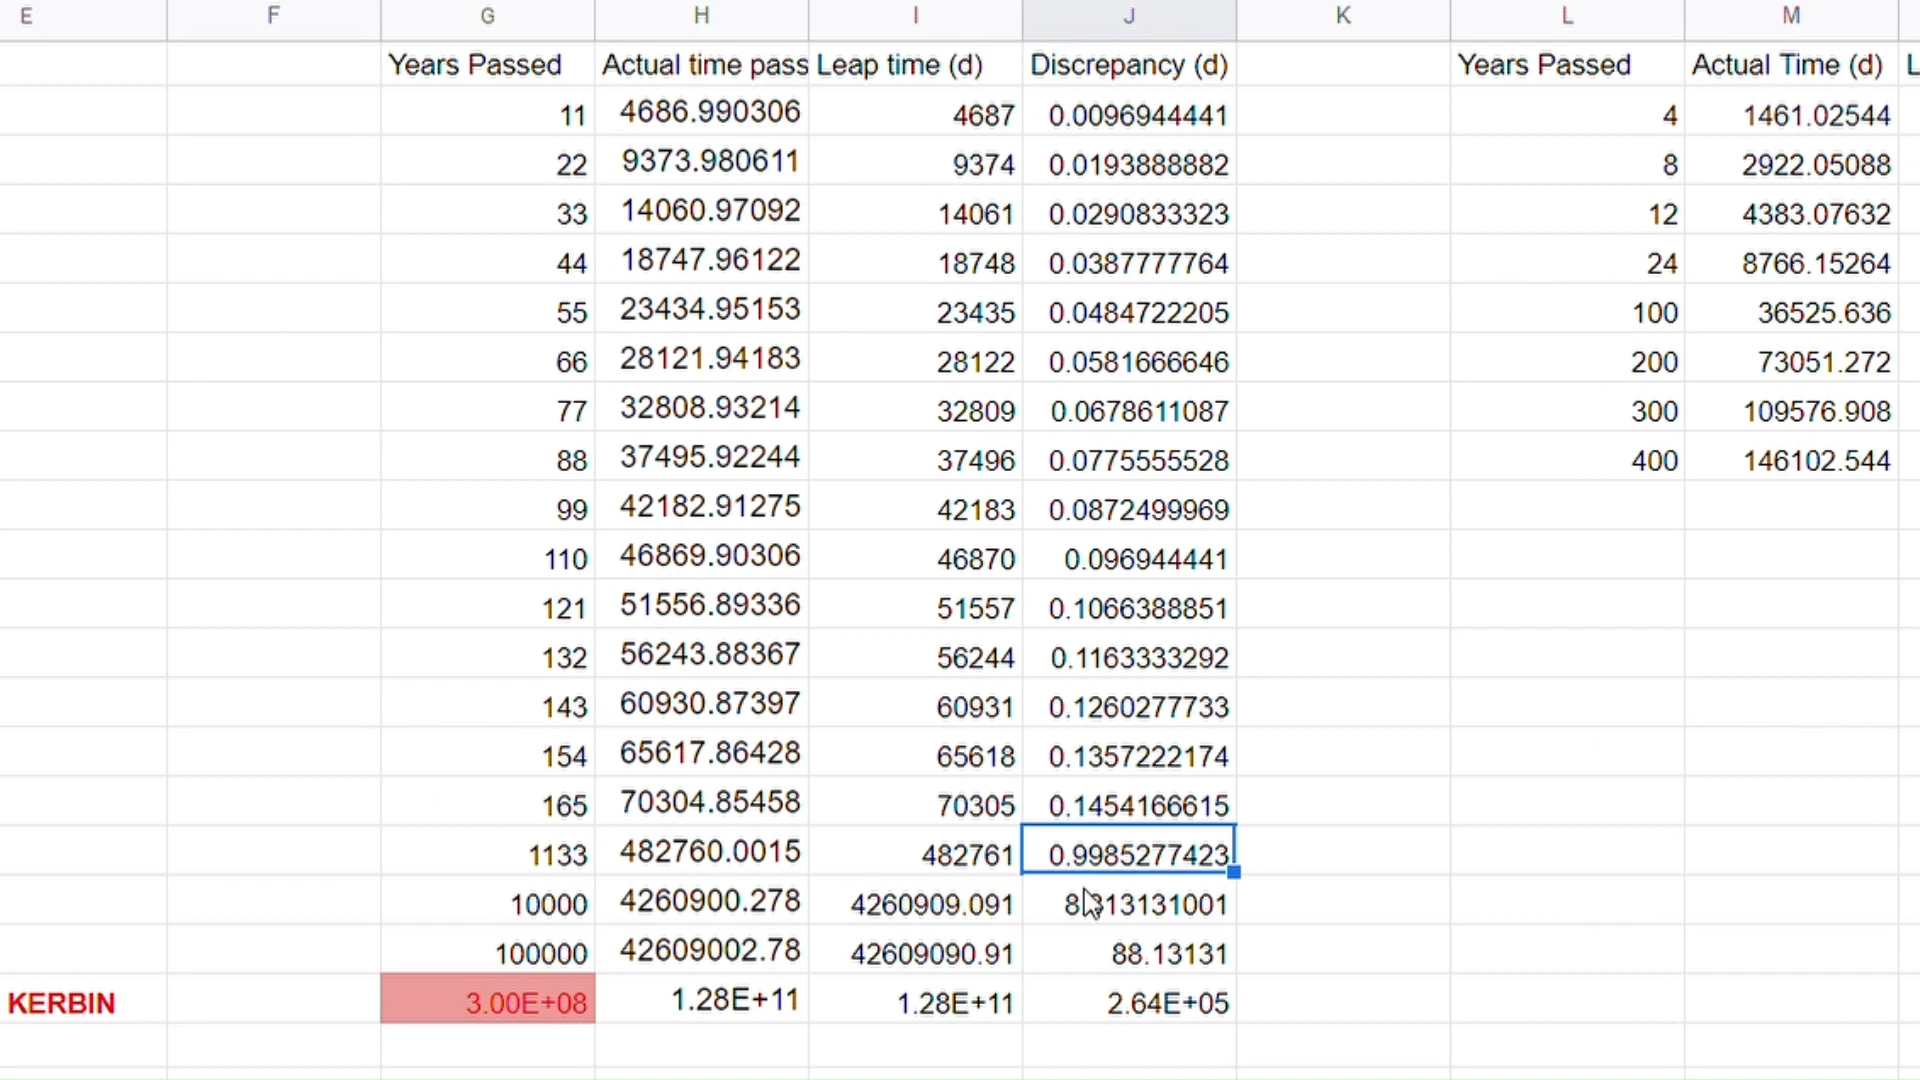 E F G H I J K L M
Years Passed Actual time pass Leap time (d) Discrepancy (d) Years Passed Actual Time (d) L
11 4686.990306 4687 0.0096944441 4 1461.02544
22 9373.980611 9374 0.0193888882 8 2922.05088
33 14060.97092 14061 0.0290833323 12 4383.07632
44 18747.96122 18748 0.0387777764 24 8766.15264
55 23434.95153 23435 0.0484722205 100 36525.636
66 28121.94183 28122 0.0581666646 200 73051.272
77 32808.93214 32809 0.0678611087 300 109576.908
88 37495.92244 37496 0.0775555528 400 146102.544
99 42182.91275 42183 0.0872499969
110 46869.90306 46870 0.096944441
121 51556.89336 51557 0.1066388851
132 56243.88367 56244 0.1163333292
143 60930.87397 60931 0.1260277733
154 65617.86428 65618 0.1357222174
165 70304.85458 70305 0.1454166615
1133 482760.0015 482761 0.9985277423
10000 4260900.278 4260909.091
100000 42609002.78 42609090.91 88.13131
KERBIN 3.00E+08 1.28E+11 1.28E+11 2.64E+05